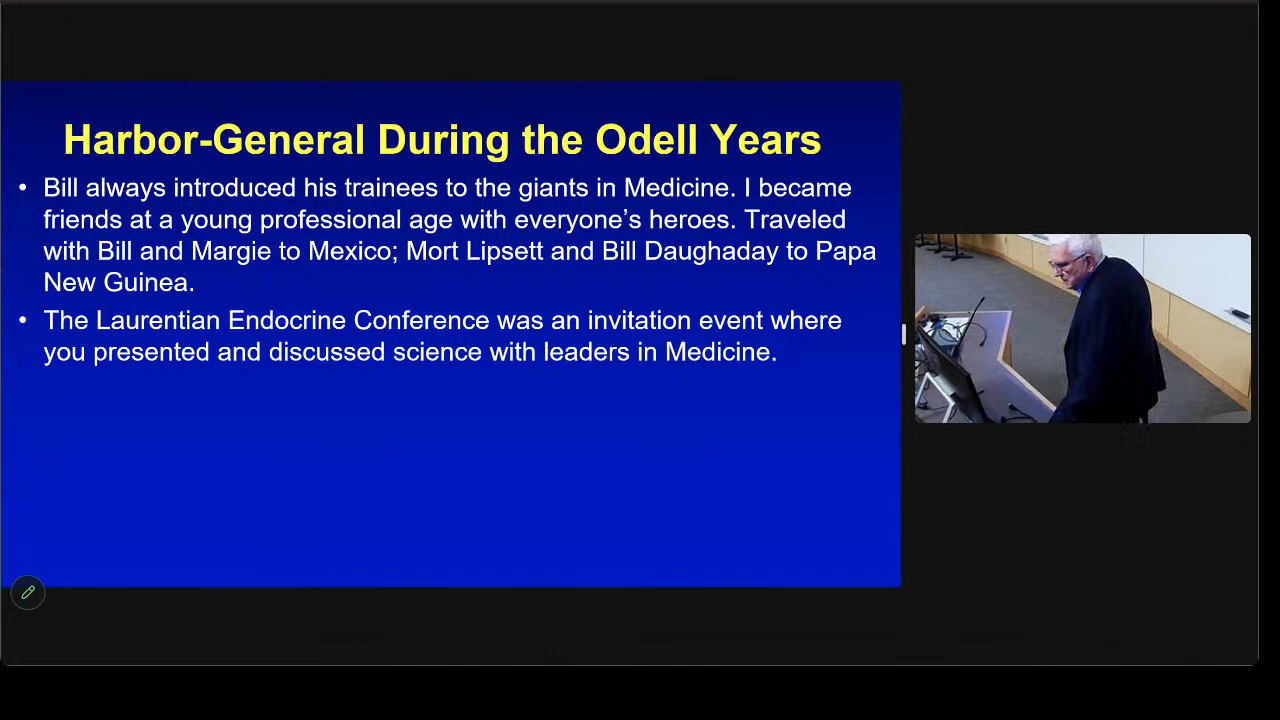 Harbor-General During the Odell Years
• Bill always introduced his trainees to the giants in Medicine. I became
friends at a young professional age with everyone’s heroes. Traveled
with Bill and Margie to Mexico; Mort Lipsett and Bill Daughaday to Papa
New Guinea.
• The Laurentian Endocrine Conference was an invitation event where
you presented and discussed science with leaders in Medicine.